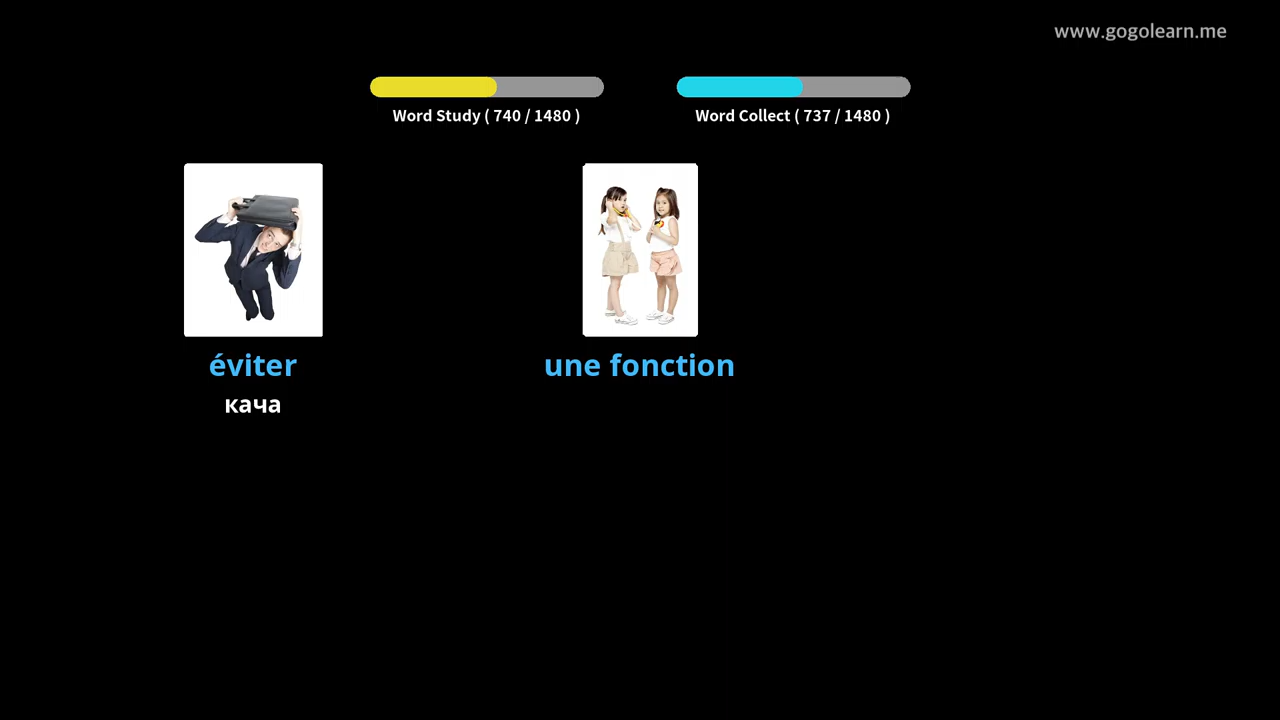 www.gogolearn.me
Word Study ( 740 / 1480 )
Word Collect ( 737 / 1480 )
éviter
кача
une fonction